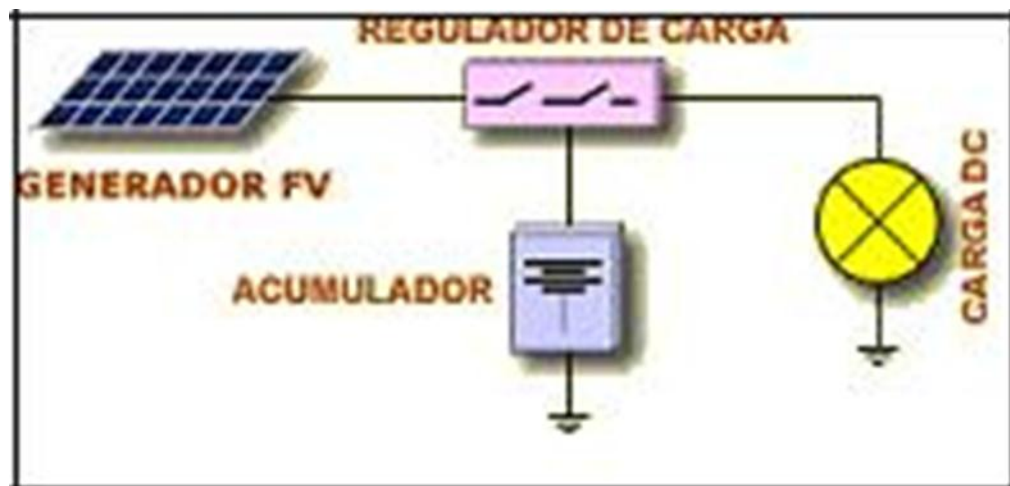 REGULADOR DE CARGA
GENERADOR FV
ACUMULADOR
CARGA DC